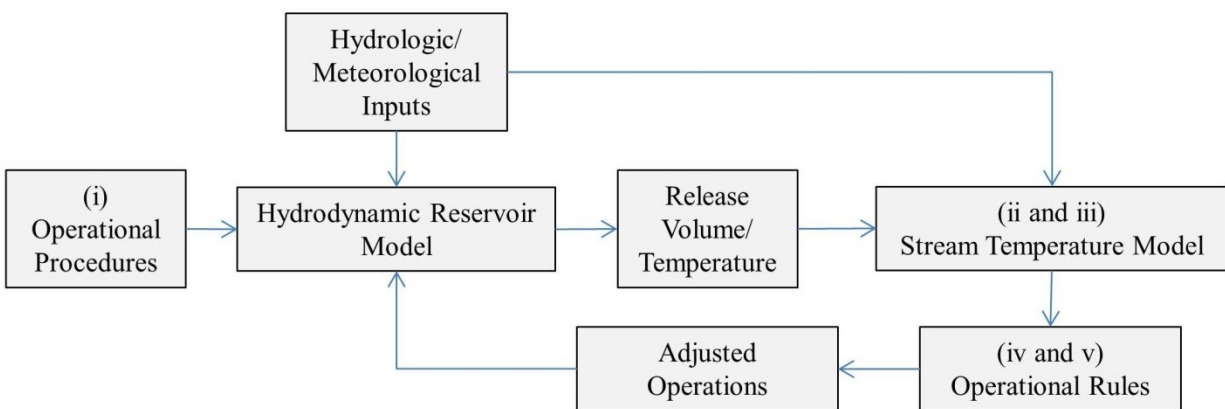 Hydrologic/
Meteorological
Inputs
(i)
Operational
Procedures
Hydrodynamic Reservoir
Model
Release
Volume/
Temperature
(ii and iii)
Stream Temperature Model
Adjusted
Operations
(iv and v)
Operational Rules